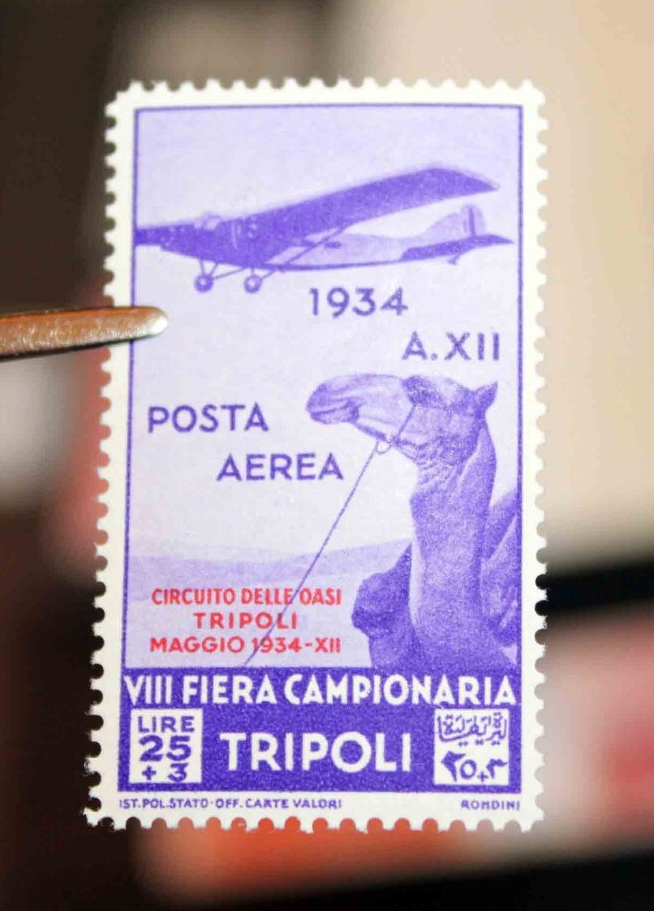 1934
A.XII
POSTA
AEREA
CIRCUITO DELLE OASI
TRIPOLI
MAGGIO 1934-XII
VIII FIERA CAMPIONARIA
LIRE
25
+3
TRIPOLI
٢٥+٣
IST.POL.STATO-OFF.CARTE VALORI
RONDINI